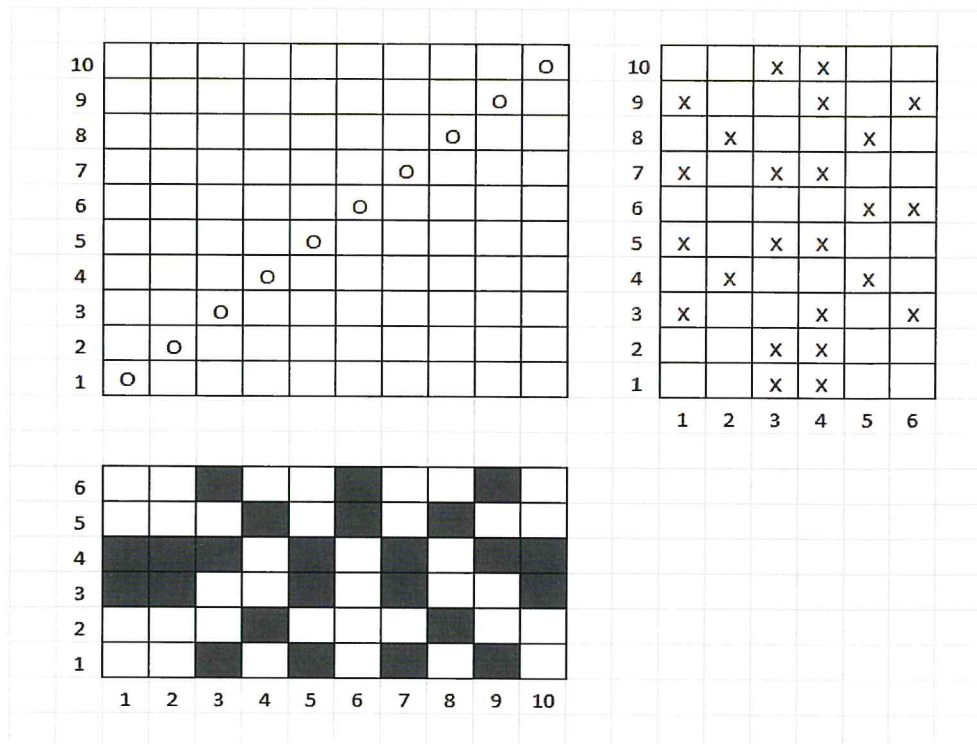 10 O
9 O
8 O
7 O
6 O
5 O
4 O
3 O
2 O
1 O
10 X X
9 X X X
8 X X
7 X X X
6 X X
5 X X X
4 X X
3 X X X
2 X X
1 X X
1 2 3 4 5 6
6
5
4
3
2
1
1 2 3 4 5 6 7 8 9 10